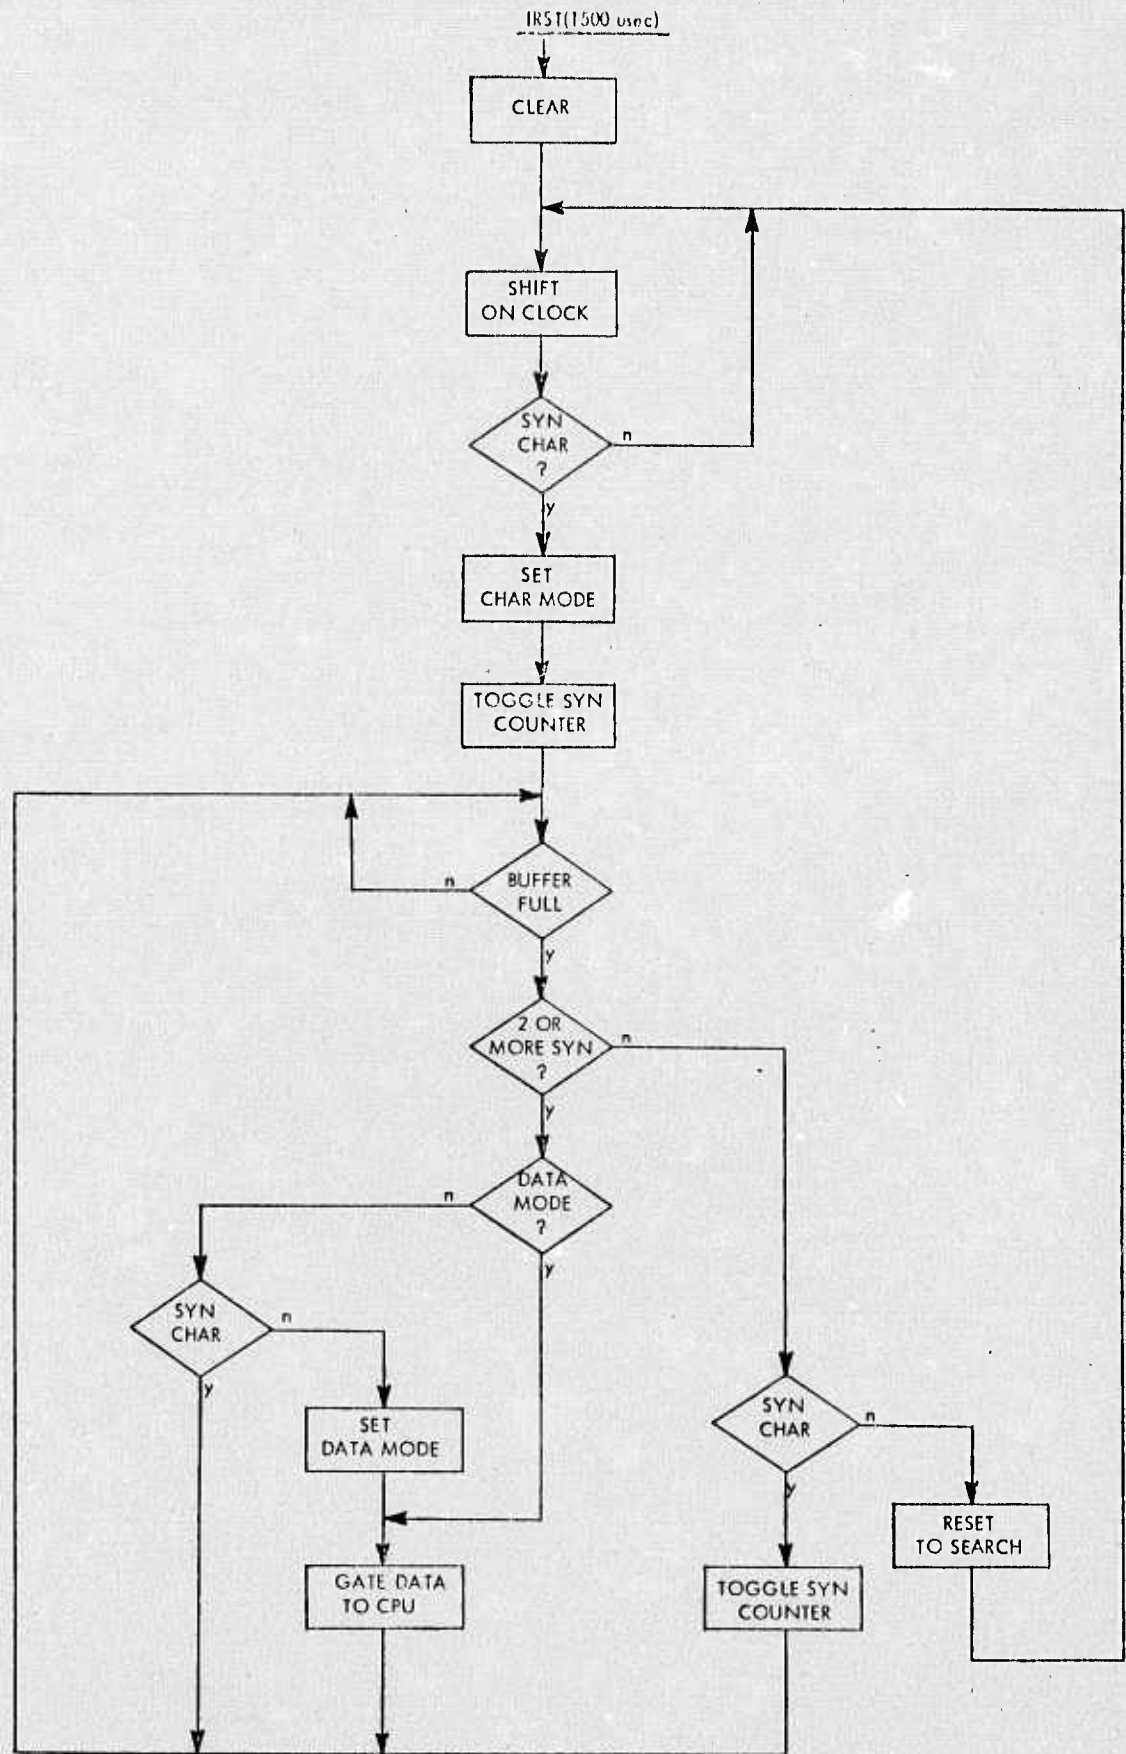 IRST(1500 usec)
CLEAR
SHIFT
ON CLOCK
SYN
CHAR
?
n
y
SET
CHAR MODE
TOGGLE SYN
COUNTER
n
BUFFER
FULL
y
2 OR
MORE SYN
?
n
y
n
DATA
MODE
?
y
SYN
CHAR
n
y
SET
DATA MODE
SYN
CHAR
n
y
RESET
TO SEARCH
GATE DATA
TO CPU
TOGGLE SYN
COUNTER